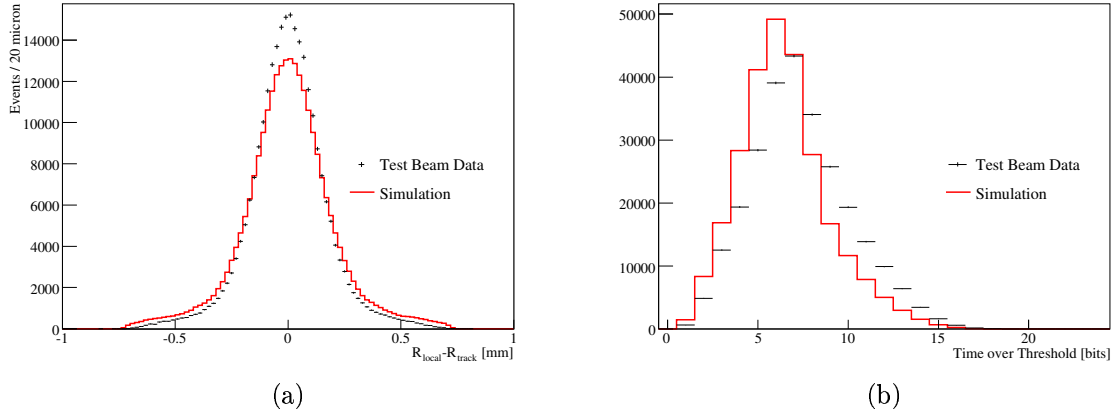 Events / 20 micron
14000
12000
10000
8000
6000
4000
2000
0
-1
-0.5
0
0.5
1
R_local-R_track [mm]
Test Beam Data
Simulation
(a)
50000
40000
30000
20000
10000
0
0
5
10
15
20
Time over Threshold [bits]
Test Beam Data
Simulation
(b)